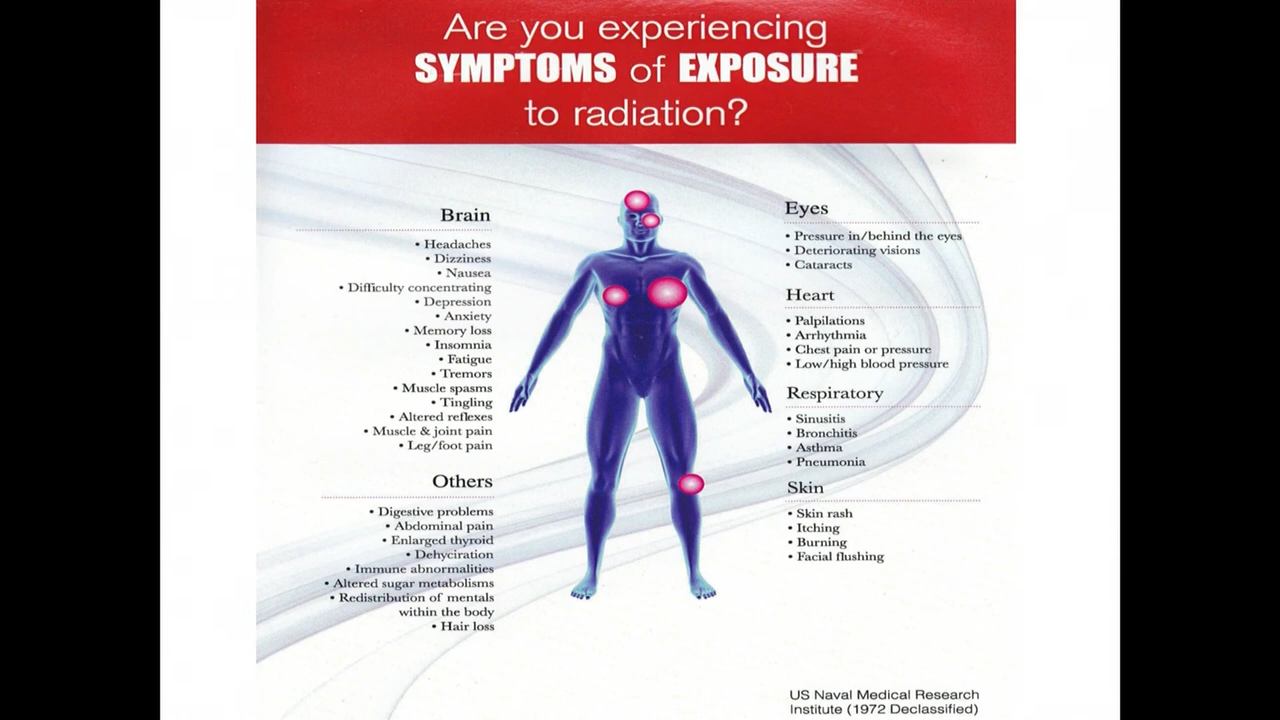 Are you experiencing
SYMPTOMS of EXPOSURE
to radiation?
Brain
• Headaches
• Dizziness
• Nausea
• Difficulty concentrating
• Depression
• Anxiety
• Memory loss
• Insomnia
• Fatigue
• Tremors
• Muscle spasms
• Tingling
• Altered reflexes
• Muscle & joint pain
• Leg/foot pain
Others
• Digestive problems
• Abdominal pain
• Enlarged thyroid
• Dehyciration
• Immune abnormalities
• Altered sugar metabolisms
• Redistribution of mentals
within the body
• Hair loss
Eyes
• Pressure in/behind the eyes
• Deteriorating visions
• Cataracts
Heart
• Palpilations
• Arrhythmia
• Chest pain or pressure
• Low/high blood pressure
Respiratory
• Sinusitis
• Bronchitis
• Asthma
• Pneumonia
Skin
• Skin rash
• Itching
• Burning
• Facial flushing
US Naval Medical Research
Institute (1972 Declassified)